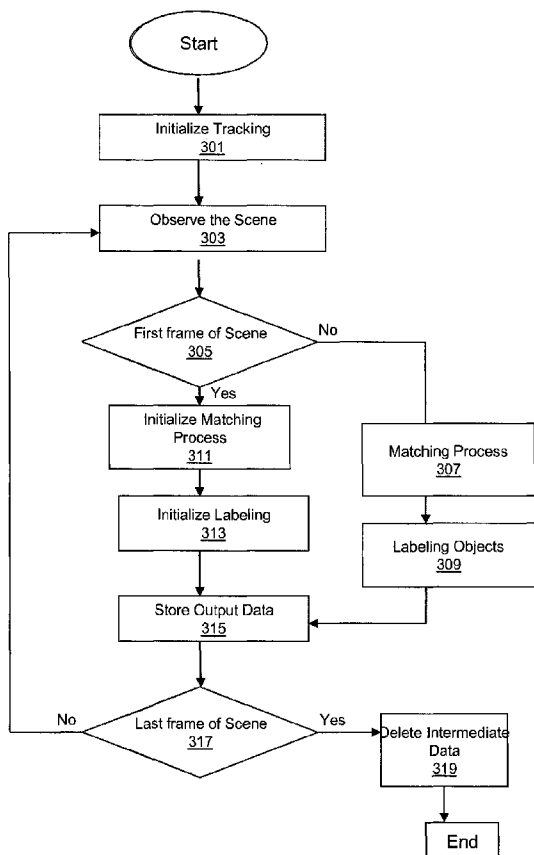 Start
Initialize Tracking
301
Observe the Scene
303
First frame of Scene
305
No
Yes
Initialize Matching
Process
311
Matching Process
307
Initialize Labeling
313
Labeling Objects
309
Store Output Data
315
Last frame of Scene
317
No
Yes
Delete Intermediate
Data
319
End